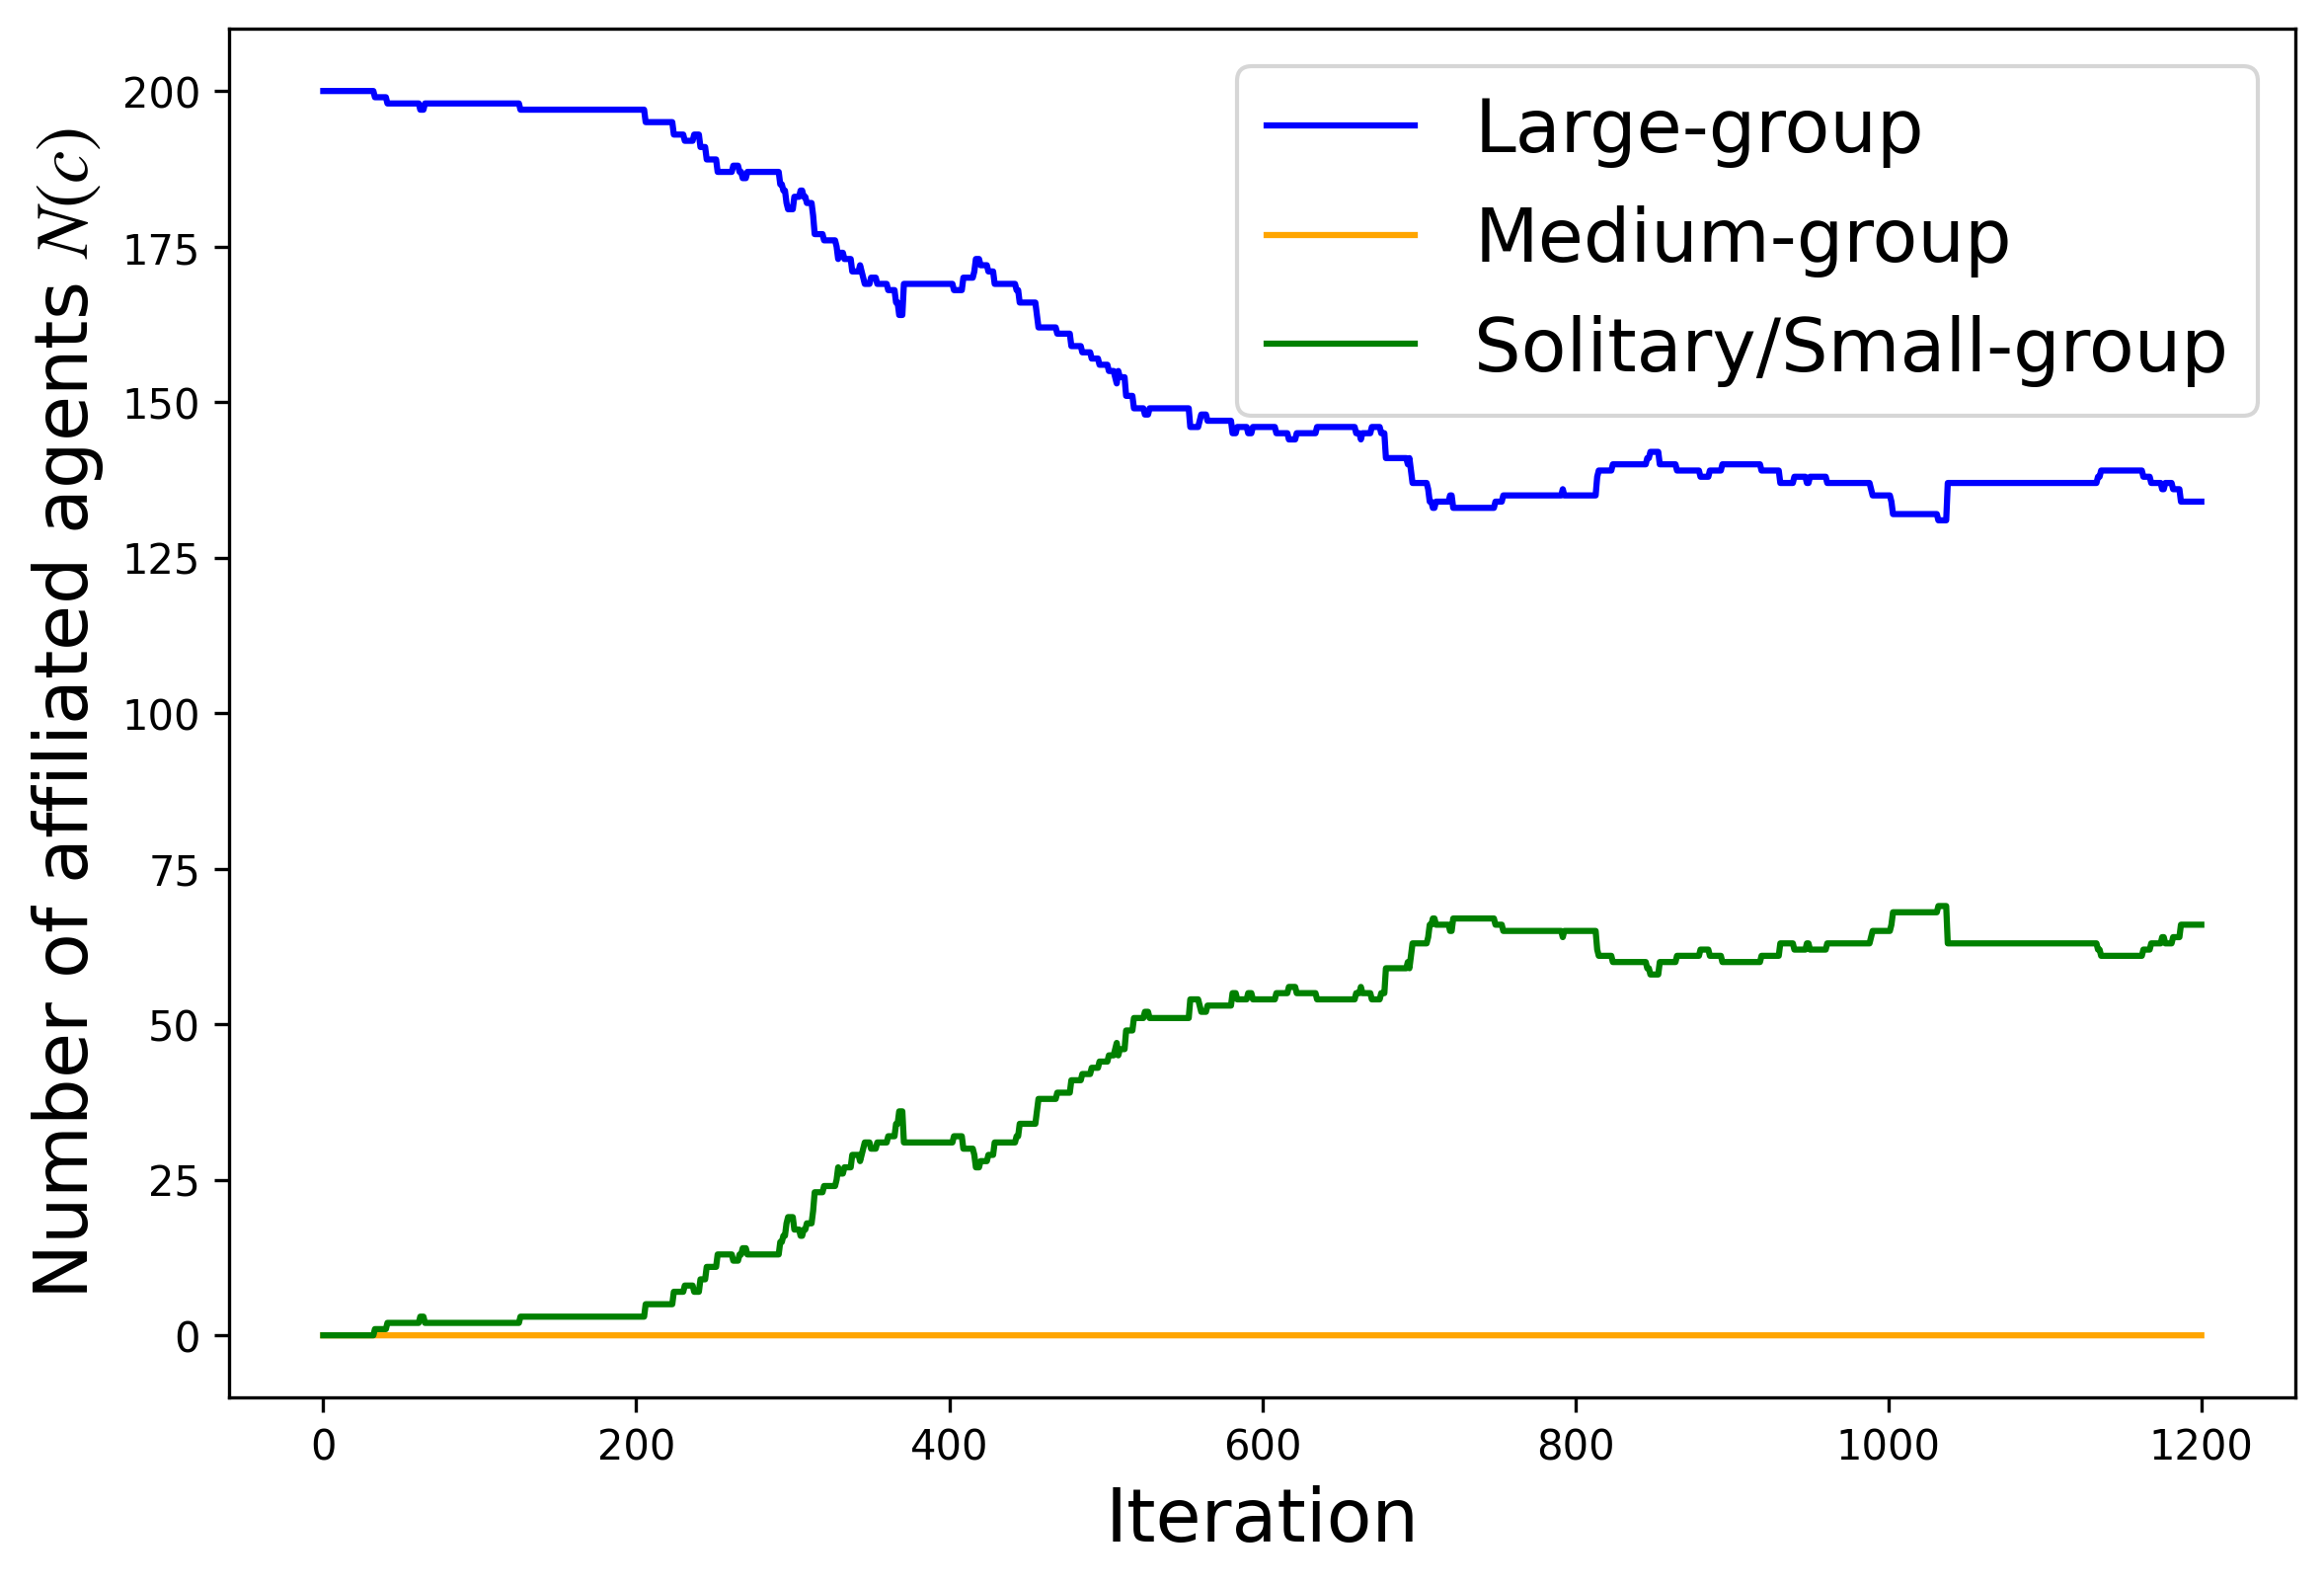 Number of affiliated agents N(c)
200
175
150
125
100
75
50
25
0
Large-group
Medium-group
Solitary/Small-group
0 200 400 600 800 1000 1200
Iteration